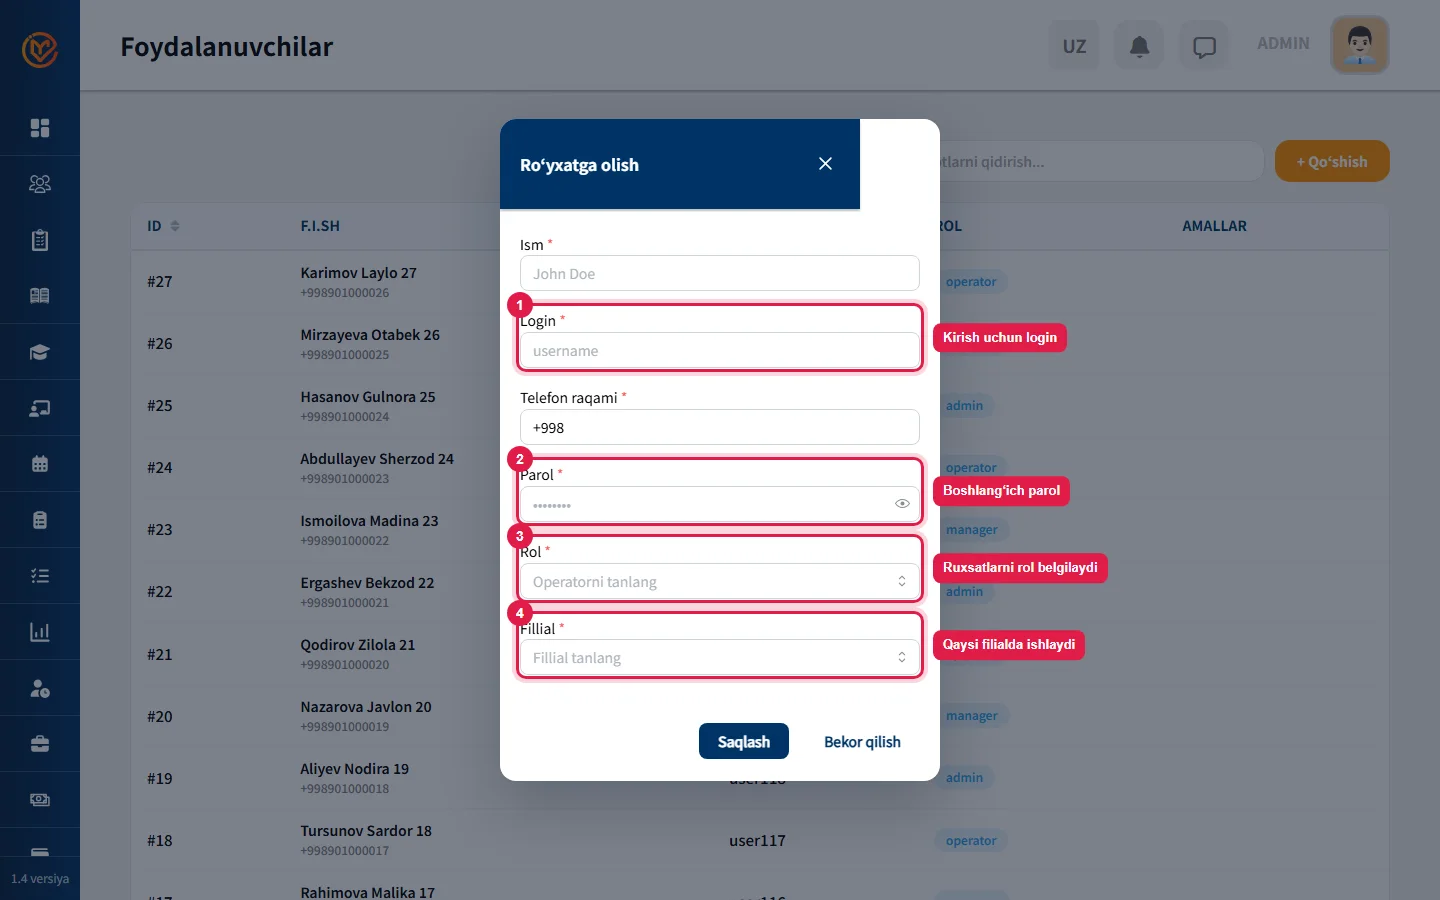 Foydalanuvchilar
UZ
ADMIN
Ro‘yxatga olish
otlarni qidirish...
+ Qo‘shish
ID
F.I.SH
ROL
AMALLAR
Ism *
John Doe
1
Login *
username
Kirish uchun login
Telefon raqami *
+998
2
Parol *
••••••••
Boshlang‘ich parol
3
Rol *
Operatorni tanlang
Ruxsatlarni rol belgilaydi
4
Fillial *
Fillial tanlang
Qaysi filialda ishlaydi
Saqlash
Bekor qilish
#27
Karimov Laylo 27
+998901000026
operator
#26
Mirzayeva Otabek 26
+998901000025
#25
Hasanov Gulnora 25
+998901000024
admin
#24
Abdullayev Sherzod 24
+998901000023
operator
#23
Ismoilova Madina 23
+998901000022
manager
#22
Ergashev Bekzod 22
+998901000021
admin
#21
Qodirov Zilola 21
+998901000020
#20
Nazarova Javlon 20
+998901000019
manager
#19
Aliyev Nodira 19
+998901000018
user118
admin
#18
Tursunov Sardor 18
+998901000017
user117
operator
Rahimova Malika 17
1.4 versiya